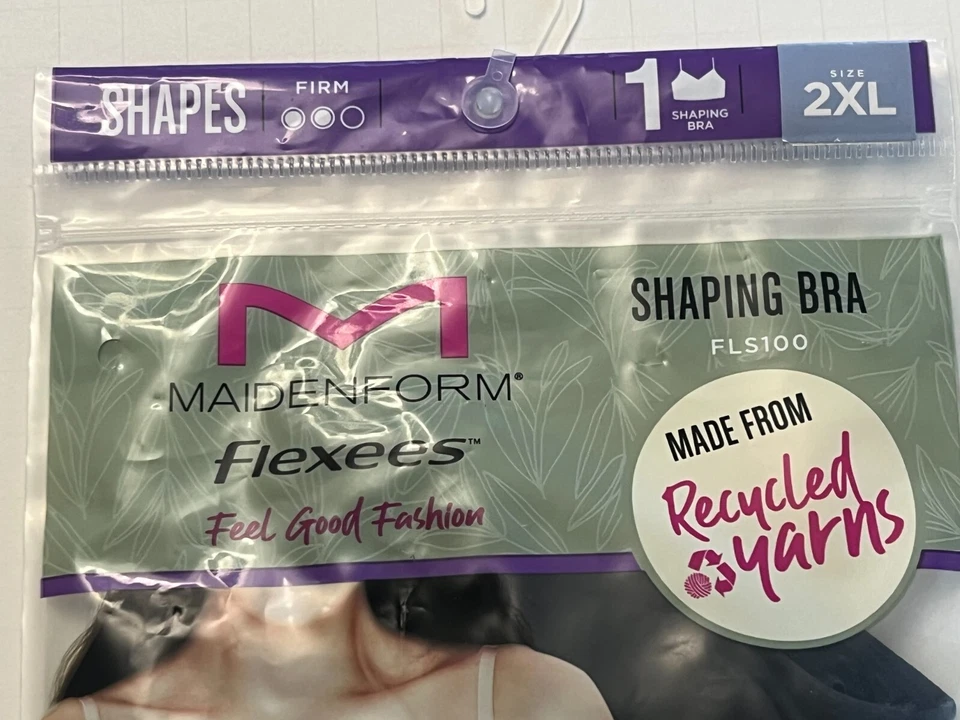 SHAPES
FIRM
1
SHAPING
BRA
SIZE
2XL
MAIDENFORM®
flexees™
Feel Good Fashion
SHAPING BRA
FLS100
MADE FROM
Recycled
yarns